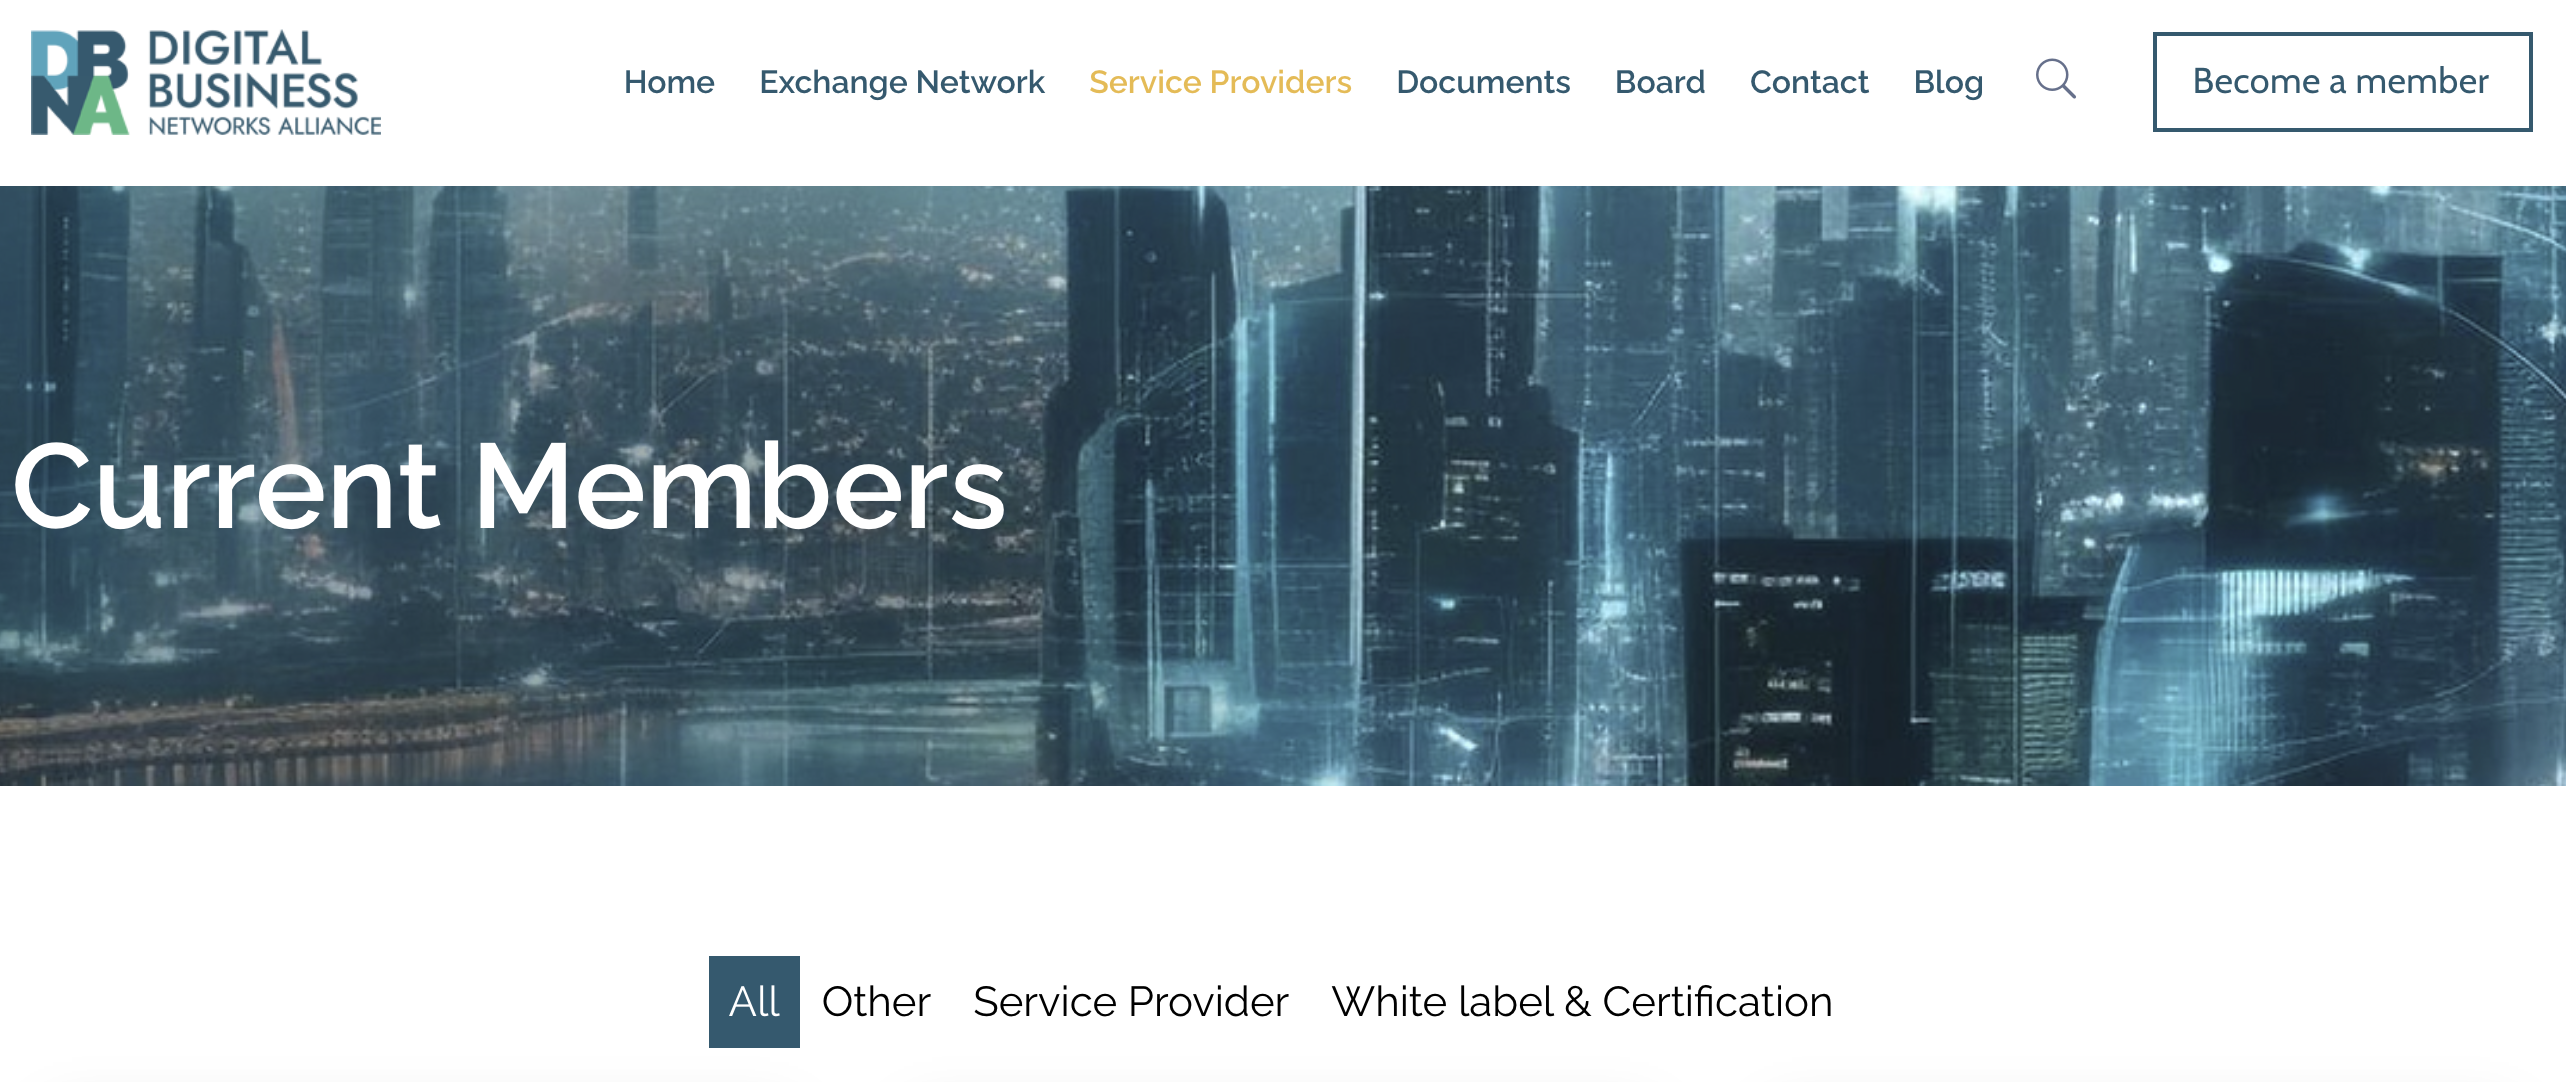 DBNA
DIGITAL
BUSINESS
NETWORKS ALLIANCE
Home Exchange Network Service Providers Documents Board Contact Blog
Become a member
Current Members
All Other Service Provider White label & Certification